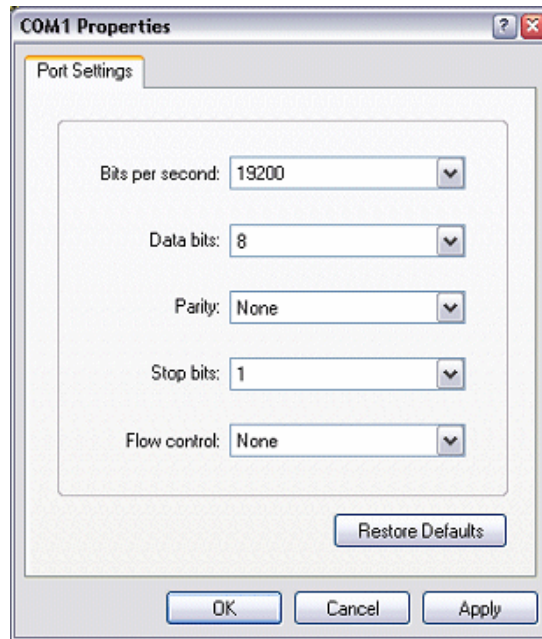 COM1 Properties
Port Settings
Bits per second: 19200
Data bits: 8
Parity: None
Stop bits: 1
Flow control: None
Restore Defaults
OK Cancel Apply